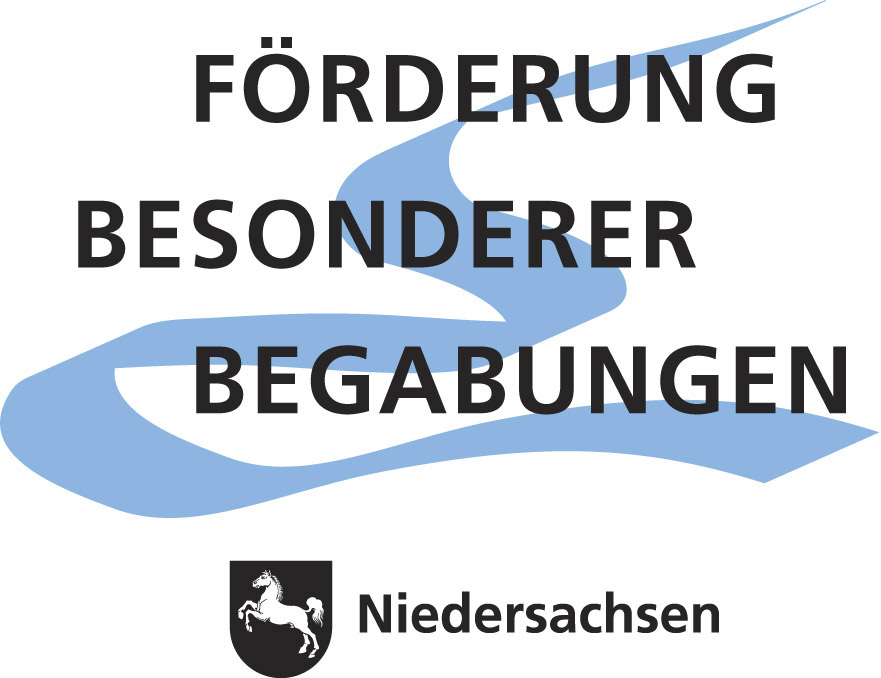 FÖRDERUNG
BESONDERER
BEGABUNGEN
Niedersachsen